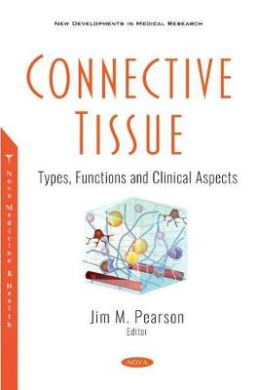 New Developments in Medical Research
CONNECTIVE
TISSUE
Types, Functions and Clinical Aspects
Nova Medicine & Health
Jim M. Pearson
Editor
NOVA